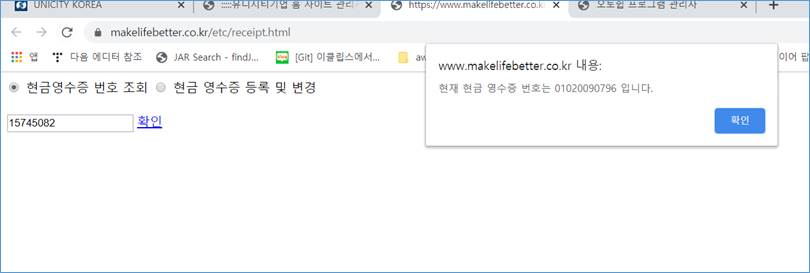 UNICITY KOREA
:::::유니시티기업 홈 사이트 관리자
https://www.makelifebetter.co.k
오토쉽 프로그램 관리자
makelifebetter.co.kr/etc/receipt.html
앱
다음 에디터 참조
JAR Search - findJ...
[Git] 이클립스에서...
aw
이어 팝
www.makelifebetter.co.kr 내용:
현재 현금 영수증 번호는 01020090796 입니다.
확인
현금영수증 번호 조회 현금 영수증 등록 및 변경
15745082 확인